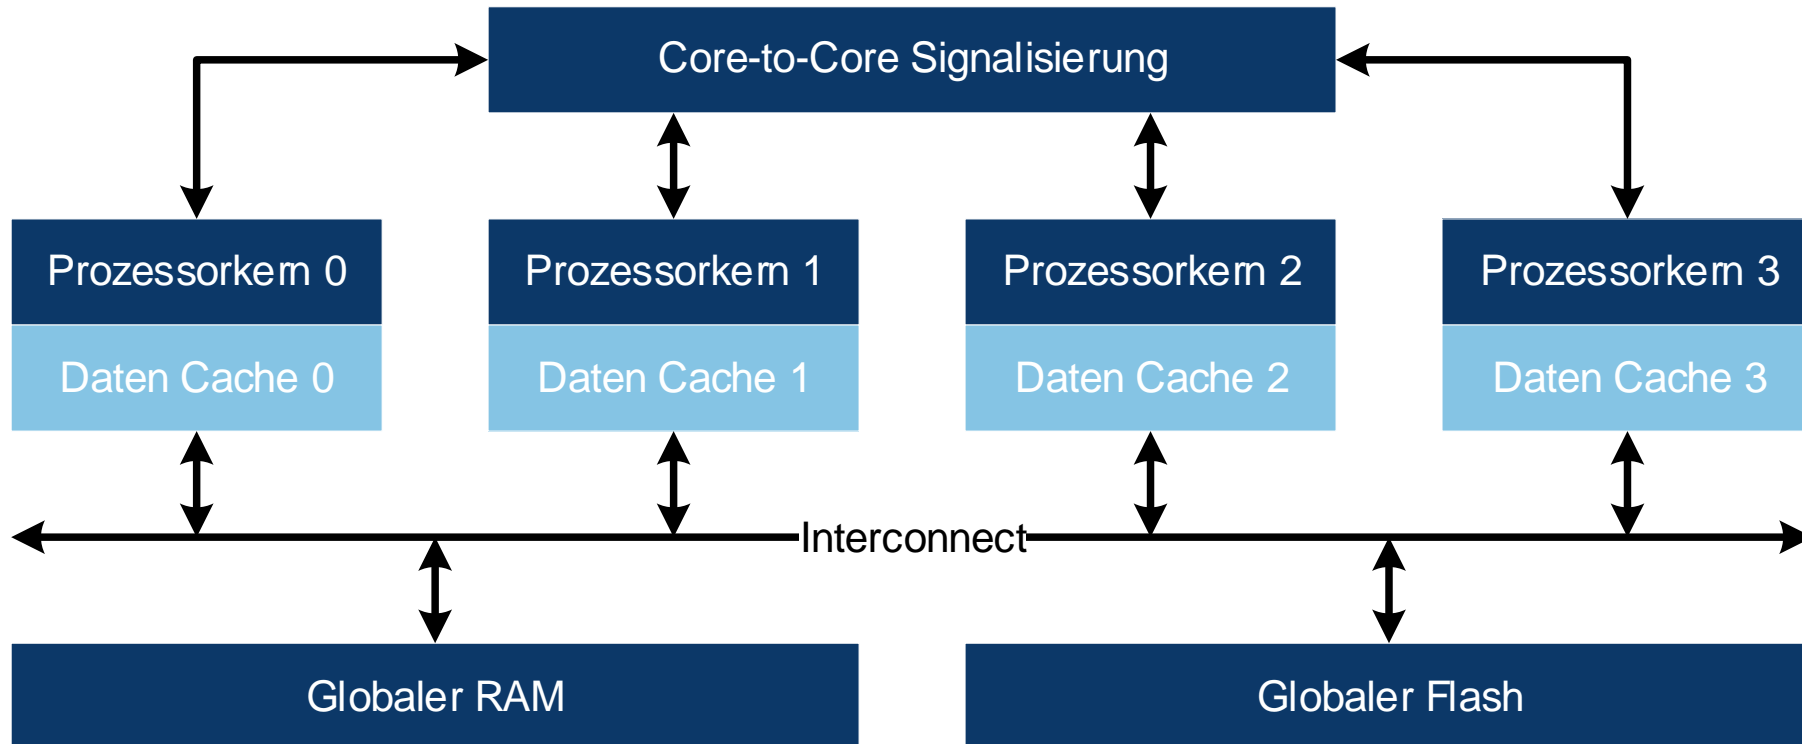 Core-to-Core Signalisierung
Prozessorkern 0
Prozessorkern 1
Prozessorkern 2
Prozessorkern 3
Daten Cache 0
Daten Cache 1
Daten Cache 2
Daten Cache 3
Interconnect
Globaler RAM
Globaler Flash